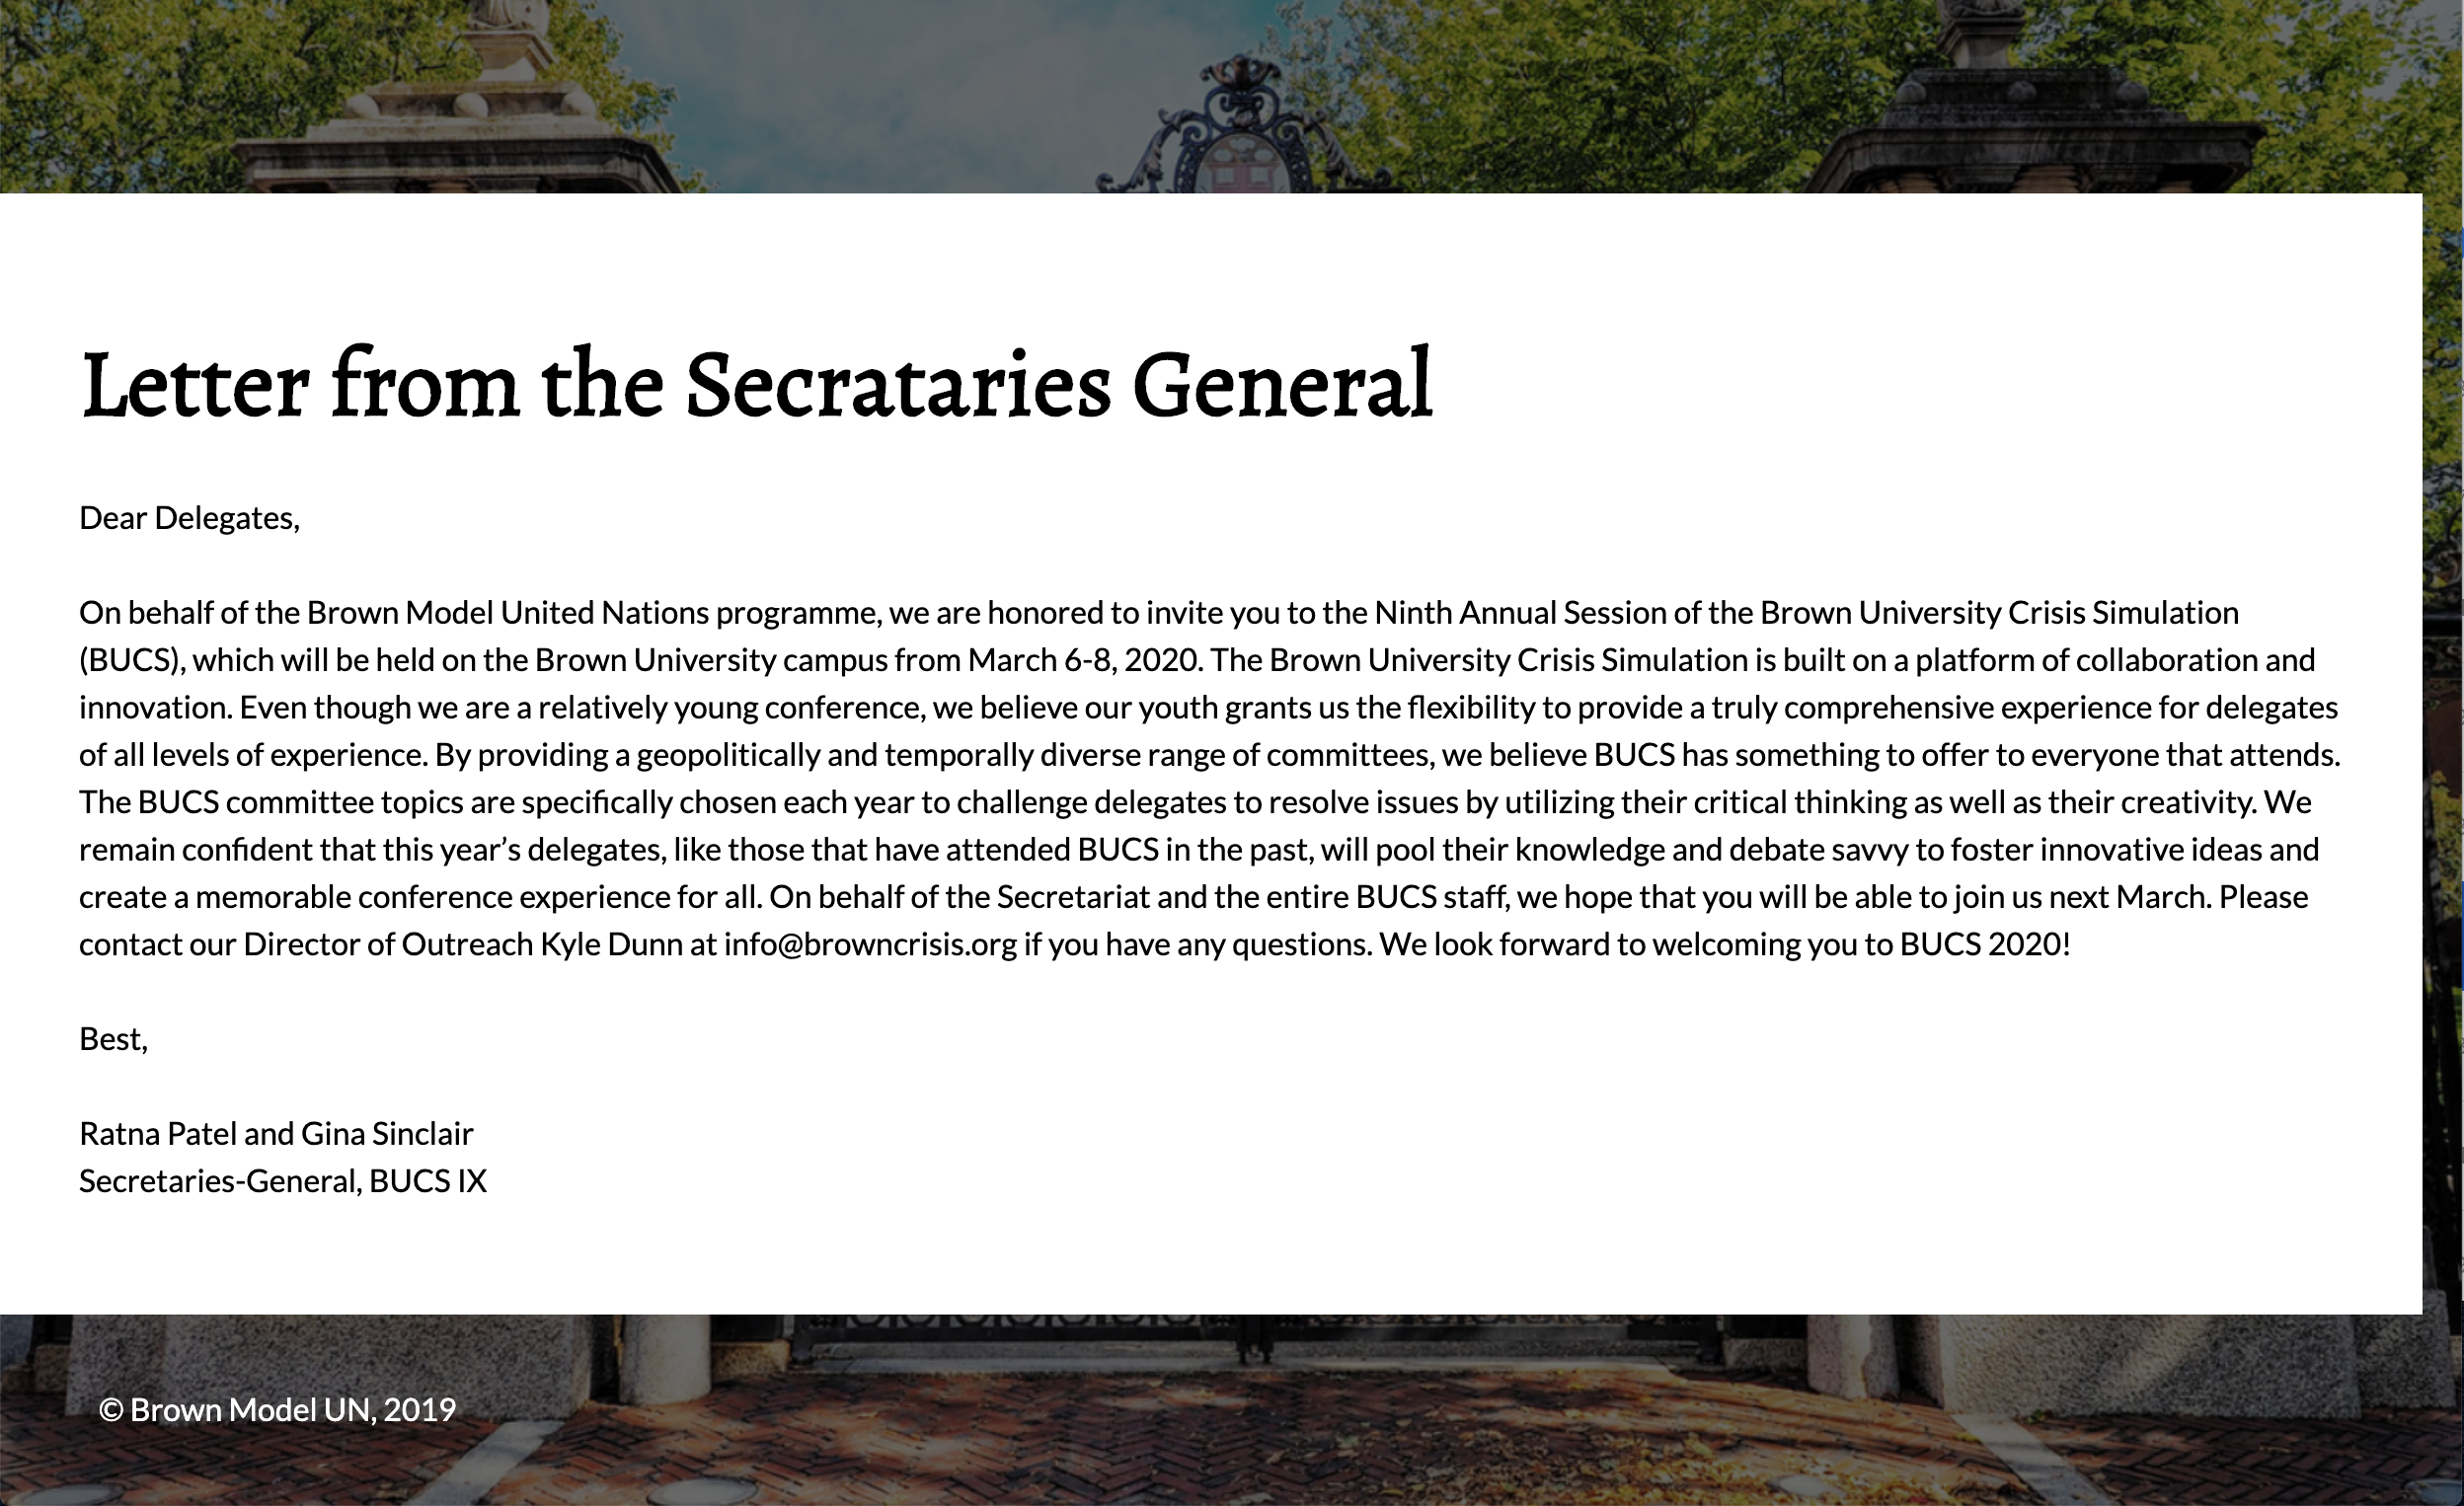 Letter from the Secrataries General
Dear Delegates,
On behalf of the Brown Model United Nations programme, we are honored to invite you to the Ninth Annual Session of the Brown University Crisis Simulation
(BUCS), which will be held on the Brown University campus from March 6-8, 2020. The Brown University Crisis Simulation is built on a platform of collaboration and
innovation. Even though we are a relatively young conference, we believe our youth grants us the flexibility to provide a truly comprehensive experience for delegates
of all levels of experience. By providing a geopolitically and temporally diverse range of committees, we believe BUCS has something to offer to everyone that attends.
The BUCS committee topics are specifically chosen each year to challenge delegates to resolve issues by utilizing their critical thinking as well as their creativity. We
remain confident that this year’s delegates, like those that have attended BUCS in the past, will pool their knowledge and debate savvy to foster innovative ideas and
create a memorable conference experience for all. On behalf of the Secretariat and the entire BUCS staff, we hope that you will be able to join us next March. Please
contact our Director of Outreach Kyle Dunn at info@browncrisis.org if you have any questions. We look forward to welcoming you to BUCS 2020!
Best,
Ratna Patel and Gina Sinclair
Secretaries-General, BUCS IX
© Brown Model UN, 2019